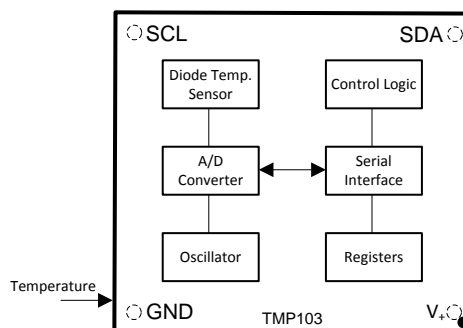 SCL SDA
Diode Temp.
Sensor
Control Logic
A/D
Converter
Serial
Interface
Oscillator
Registers
Temperature
GND
TMP103
V+